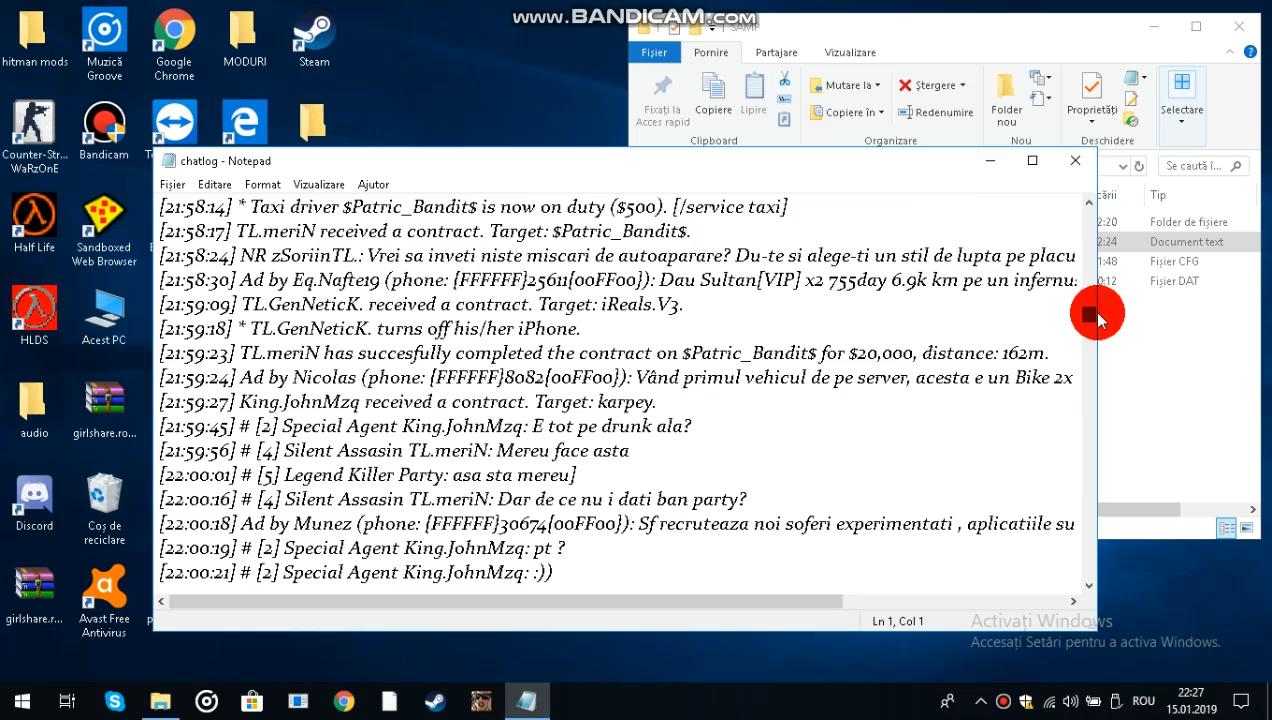 www.BANDICAM.com
SAMP
hitman mods
Muzică Groove
Google Chrome
MODURI
Steam
Fișier Pornire Partajare Vizualizare
Fixați la Acces rapid
Copiere
Lipire
Mutare la
Copiere în
Ștergere
Redenumire
Folder nou
Proprietăți
Selectare
Clipboard Organizare Nou Deschidere
Counter-Str... WaRzOnE
Bandicam
Se caută î...
Tip
2:20 Folder de fișiere
2:24 Document text
1:48 Fișier CFG
0:12 Fișier DAT
chatlog - Notepad
Fișier Editare Format Vizualizare Ajutor
[21:58:14] * Taxi driver $Patric_Bandit$ is now on duty ($500). [/service taxi]
[21:58:17] TL.meriN received a contract. Target: $Patric_Bandit$.
[21:58:24] NR zSoriinTL.: Vrei sa inveti niste miscari de autoaparare? Du-te si alege-ti un stil de lupta pe placu
[21:58:30] Ad by Eq.Nafte19 (phone: {FFFFFF}25611{00FF00}): Dau Sultan[VIP] x2 755day 6.9k km pe un infernu
[21:59:09] TL.GenNeticK. received a contract. Target: iReals.V3.
[21:59:18] * TL.GenNeticK. turns off his/her iPhone.
[21:59:23] TL.meriN has succesfully completed the contract on $Patric_Bandit$ for $20,000, distance: 162m.
[21:59:24] Ad by Nicolas (phone: {FFFFFF}8082{00FF00}): Vând primul vehicul de pe server, acesta e un Bike 2x
[21:59:27] King.JohnMzq received a contract. Target: karpey.
[21:59:45] # [2] Special Agent King.JohnMzq: E tot pe drunk ala?
[21:59:56] # [4] Silent Assasin TL.meriN: Mereu face asta
[22:00:01] # [5] Legend Killer Party: asa sta mereu]
[22:00:16] # [4] Silent Assasin TL.meriN: Dar de ce nu i dati ban party?
[22:00:18] Ad by Munez (phone: {FFFFFF}30674{00FF00}): Sf recruteaza noi soferi experimentati , aplicatiile su
[22:00:19] # [2] Special Agent King.JohnMzq: pt ?
[22:00:21] # [2] Special Agent King.JohnMzq: :))
Ln 1, Col 1
Half Life
Sandboxed Web Browser
HLDS
Acest PC
audio
girlshare.ro...
Discord
Coș de reciclare
girlshare.r...
Avast Free Antivirus
Activați Windows
Accesați Setări pentru a activa Windows.
ROU
22:27
15.01.2019